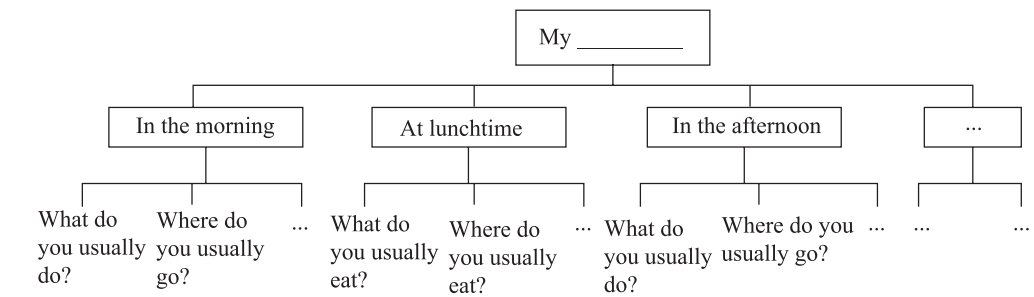 My ________
In the morning
At lunchtime
In the afternoon
...
What do
you usually
do?
Where do
you usually
go?
...
What do
you usually
eat?
Where do
you usually
eat?
...
What do
you usually
do?
Where do you
usually go?
...
...
...